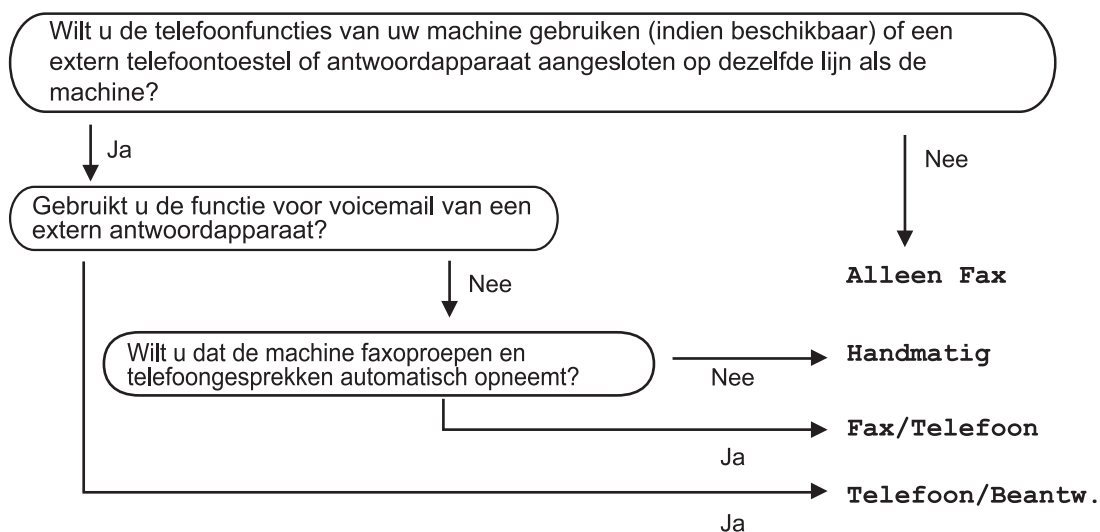 Wilt u de telefoonfuncties van uw machine gebruiken (indien beschikbaar) of een
extern telefoontoestel of antwoordapparaat aangesloten op dezelfde lijn als de
machine?
Ja
Nee
Gebruikt u de functie voor voicemail van een
extern antwoordapparaat?
Alleen Fax
Nee
Wilt u dat de machine faxoproepen en
telefoongesprekken automatisch opneemt?
Handmatig
Nee
Fax/Telefoon
Ja
Telefoon/Beantw.
Ja